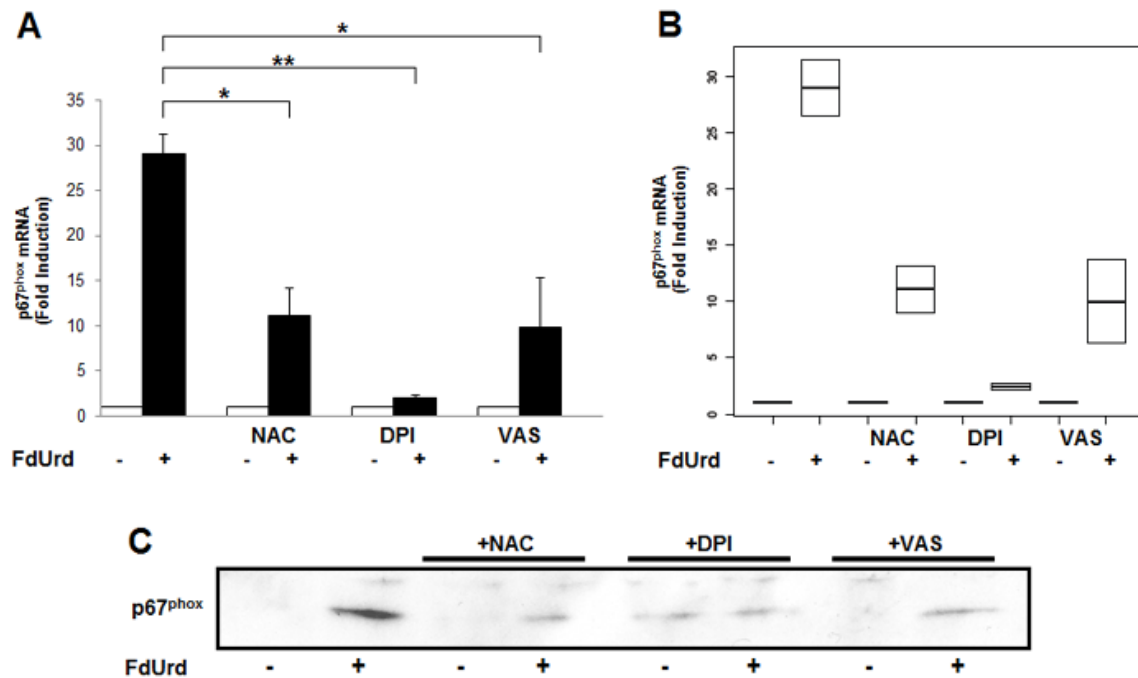 A
*
**
*
35
30
25
20
15
10
5
0
p67phox mRNA
(Fold Induction)
NAC DPI VAS
FdUrd - + - + - + - +
B
30
25
20
15
10
5
0
p67phox mRNA
(Fold Induction)
NAC DPI VAS
FdUrd - + - + - + - +
C
+NAC +DPI +VAS
p67phox
FdUrd - + - + - + - +